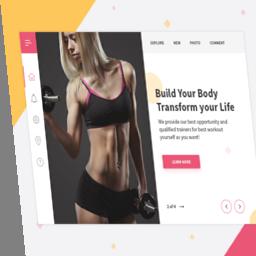 EXPLORE NEW PHOTO COMMENT
Build Your Body
Transform your Life
We provide our best opportunity and
qualified trainers for best workout
yourself as you want!
LEARN MORE
1 of 4